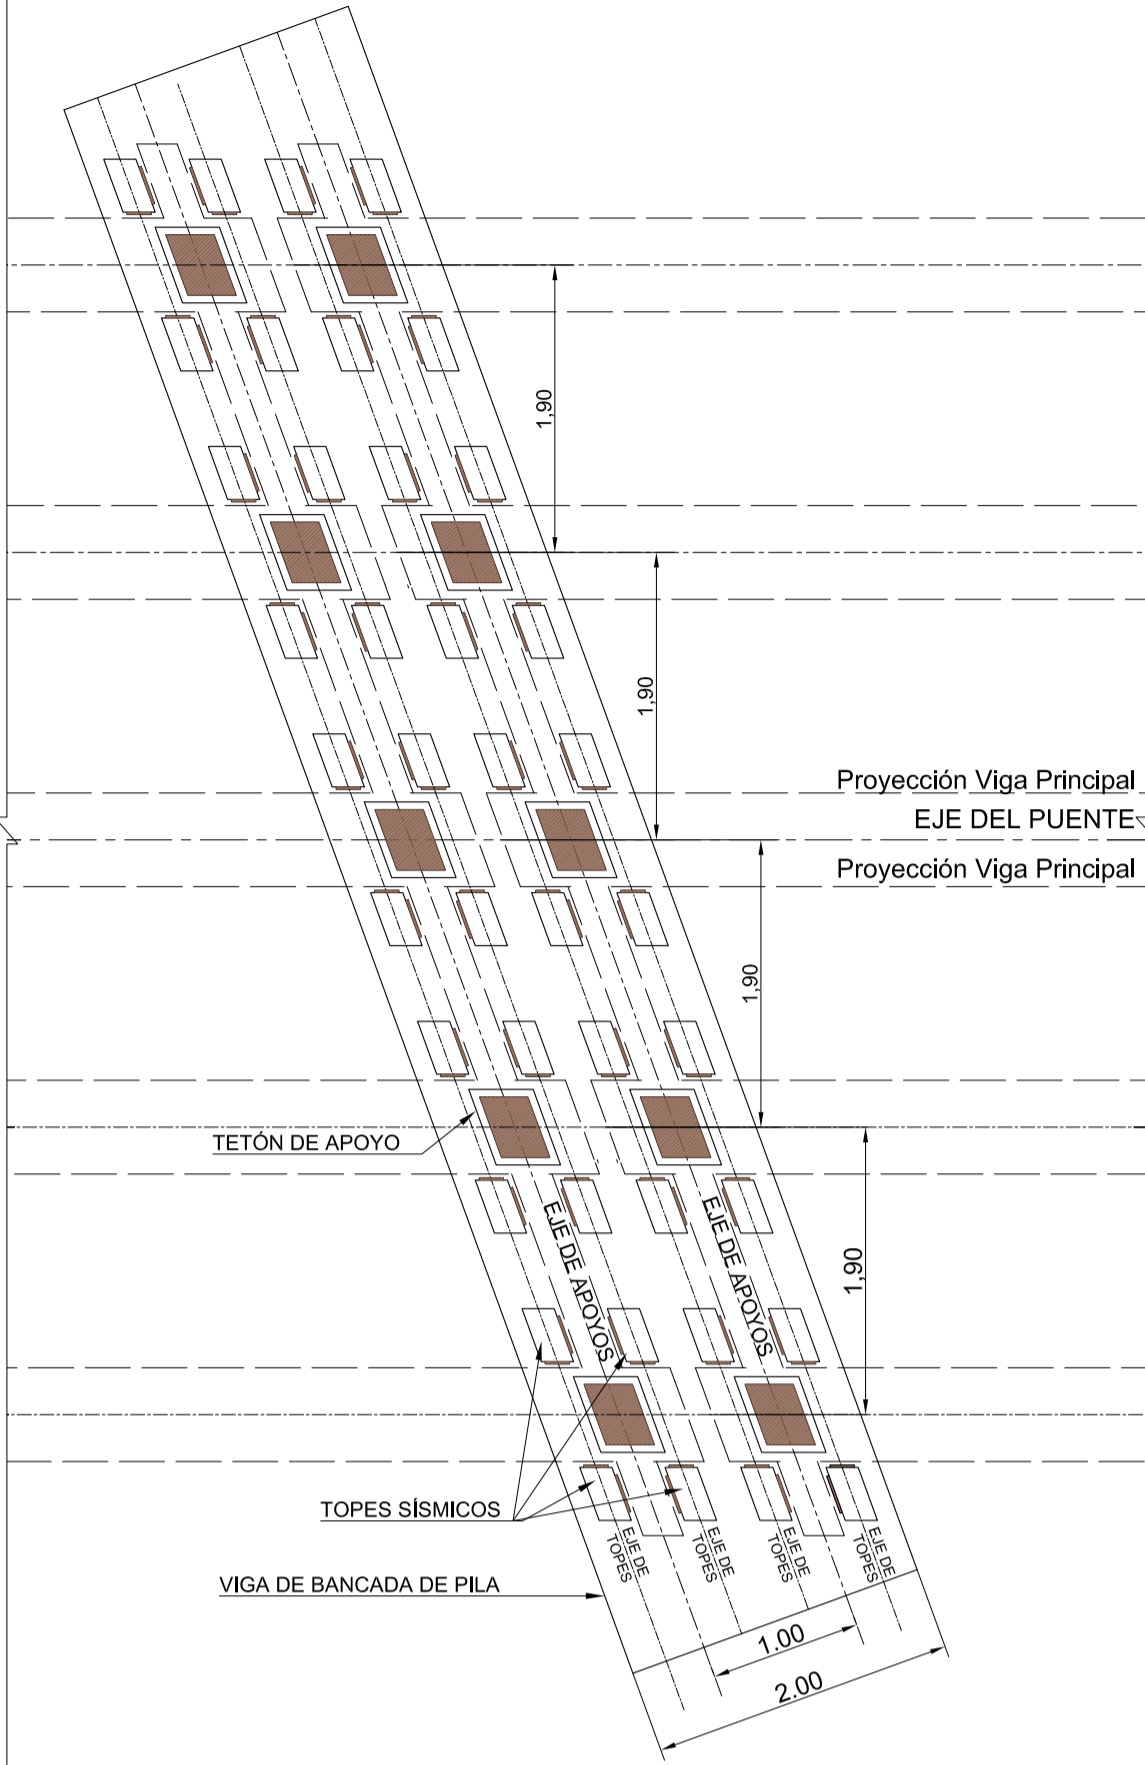 1,90
1,90
Proyección Viga Principal
EJE DEL PUENTE
Proyección Viga Principal
1,90
TETÓN DE APOYO
EJE DE APOYOS
EJE DE APOYOS
1,90
TOPES SÍSMICOS
EJE DE
TOPES
EJE DE
TOPES
EJE DE
TOPES
EJE DE
TOPES
VIGA DE BANCADA DE PILA
1.00
2.00